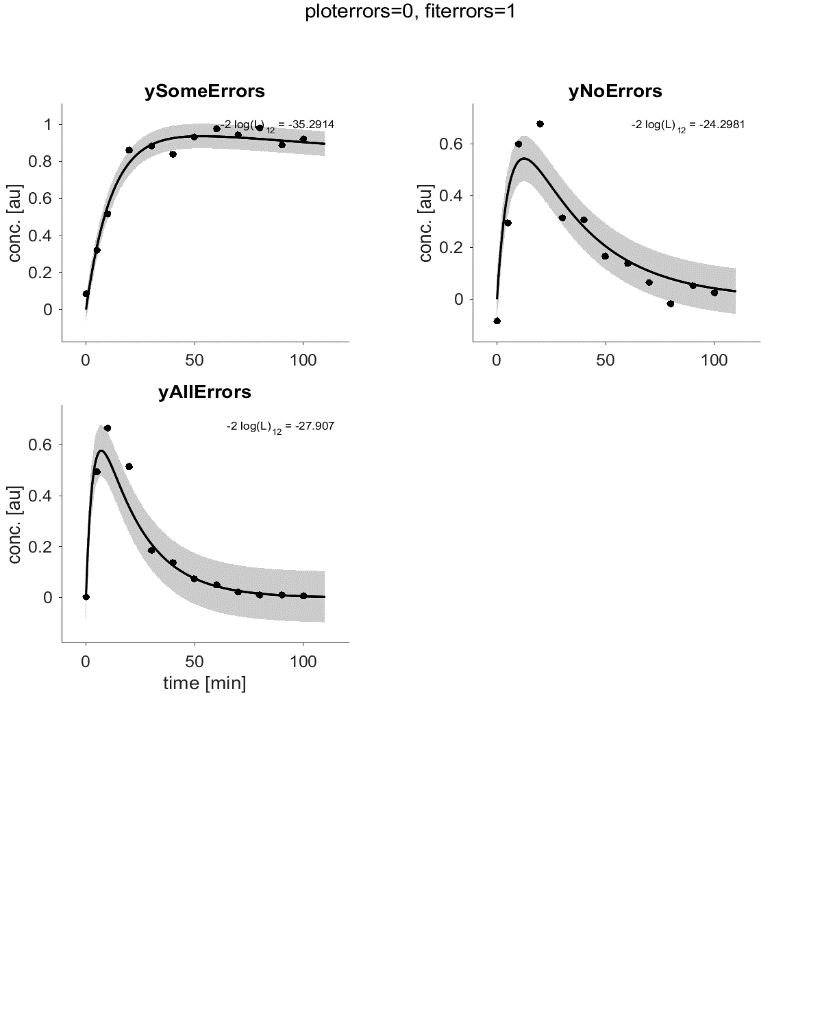 ploterrors=0, fiterrors=1
ySomeErrors
-2 log(L)12 = -35.2914
conc. [au]
1
0.8
0.6
0.4
0.2
0
0 50 100
yNoErrors
-2 log(L)12 = -24.2981
conc. [au]
0.6
0.4
0.2
0
0 50 100
yAllErrors
-2 log(L)12 = -27.907
conc. [au]
0.6
0.4
0.2
0
0 50 100
time [min]